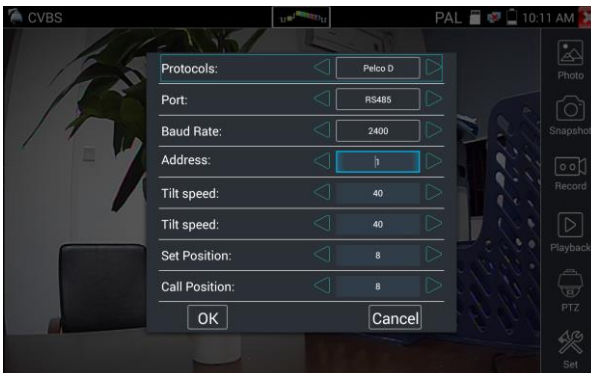 CVBS PAL 10:11 AM
Protocols: Pelco D
Port: RS485
Baud Rate: 2400
Address: 1
Tilt speed: 40
Tilt speed: 40
Set Position: 8
Call Position: 8
OK Cancel
Photo
Snapshot
Record
Playback
PTZ
Set